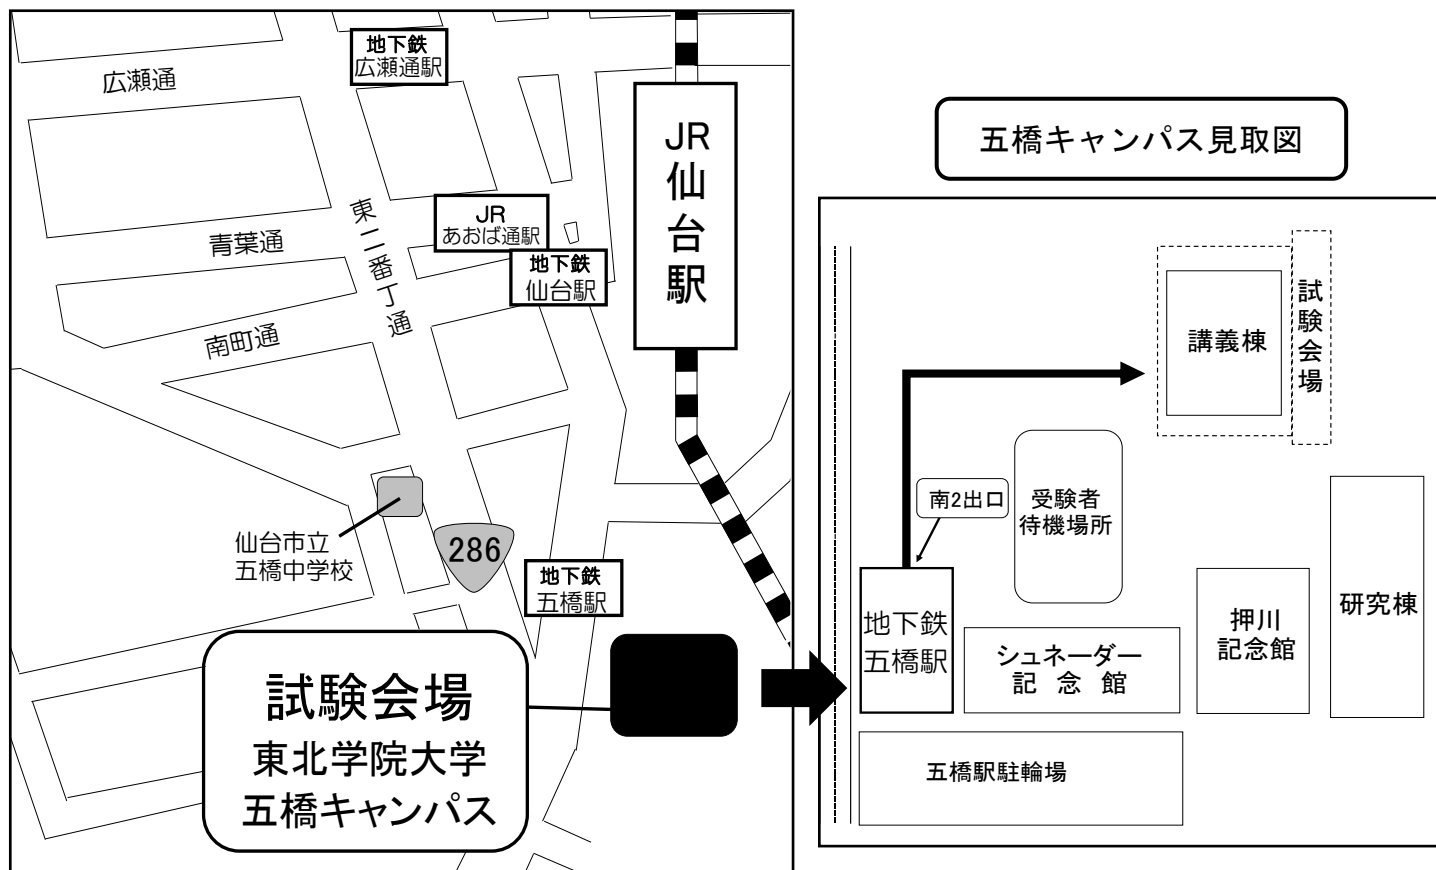 地下鉄
広瀬通駅
広瀬通
JR
仙台駅
東二番丁通
JR
あおば通駅
青葉通
地下鉄
仙台駅
南町通
仙台市立
五橋中学校
286
地下鉄
五橋駅
試験会場
東北学院大学
五橋キャンパス
五橋キャンパス見取図
講義棟
試験会場
南2出口
受験者
待機場所
地下鉄
五橋駅
シュネーダー
記念館
押川
記念館
研究棟
五橋駅駐輪場